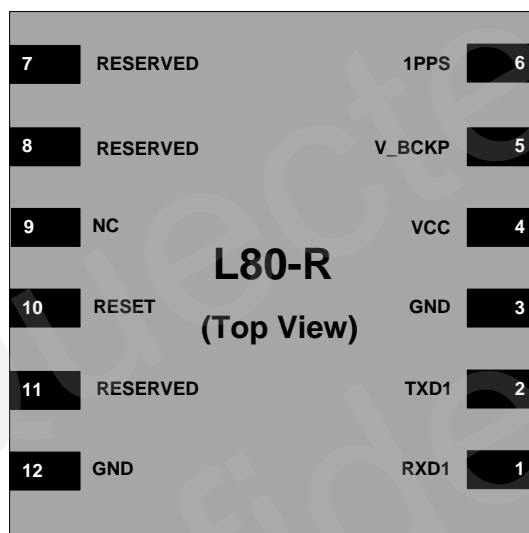 7 RESERVED 1PPS 6
8 RESERVED V_BCKP 5
9 NC VCC 4
L80-R
10 RESET GND 3
(Top View)
11 RESERVED TXD1 2
12 GND RXD1 1